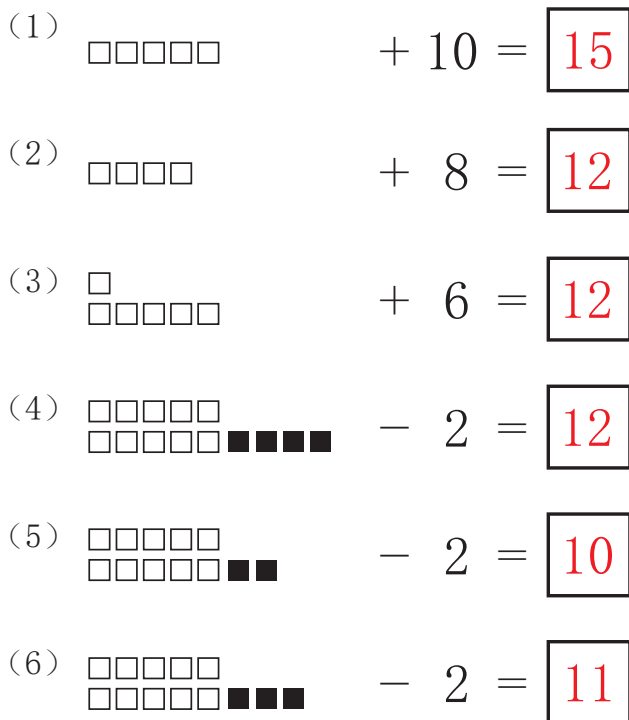 (1) □□□□□ + 10 = 15
(2) □□□□ + 8 = 12
(3) □
□□□□□ + 6 = 12
(4) □□□□□
□□□□□■■■■ - 2 = 12
(5) □□□□□
□□□□□■■ - 2 = 10
(6) □□□□□
□□□□□■■■ - 2 = 11